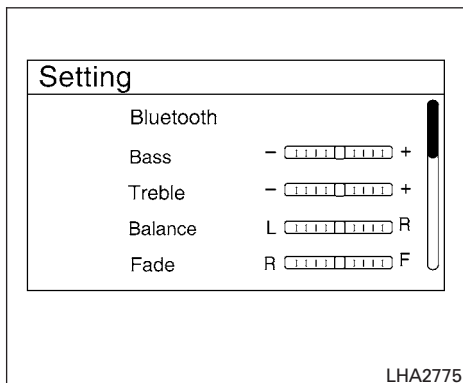 Setting
Bluetooth
Bass - +
Treble - +
Balance L R
Fade R F
LHA2775